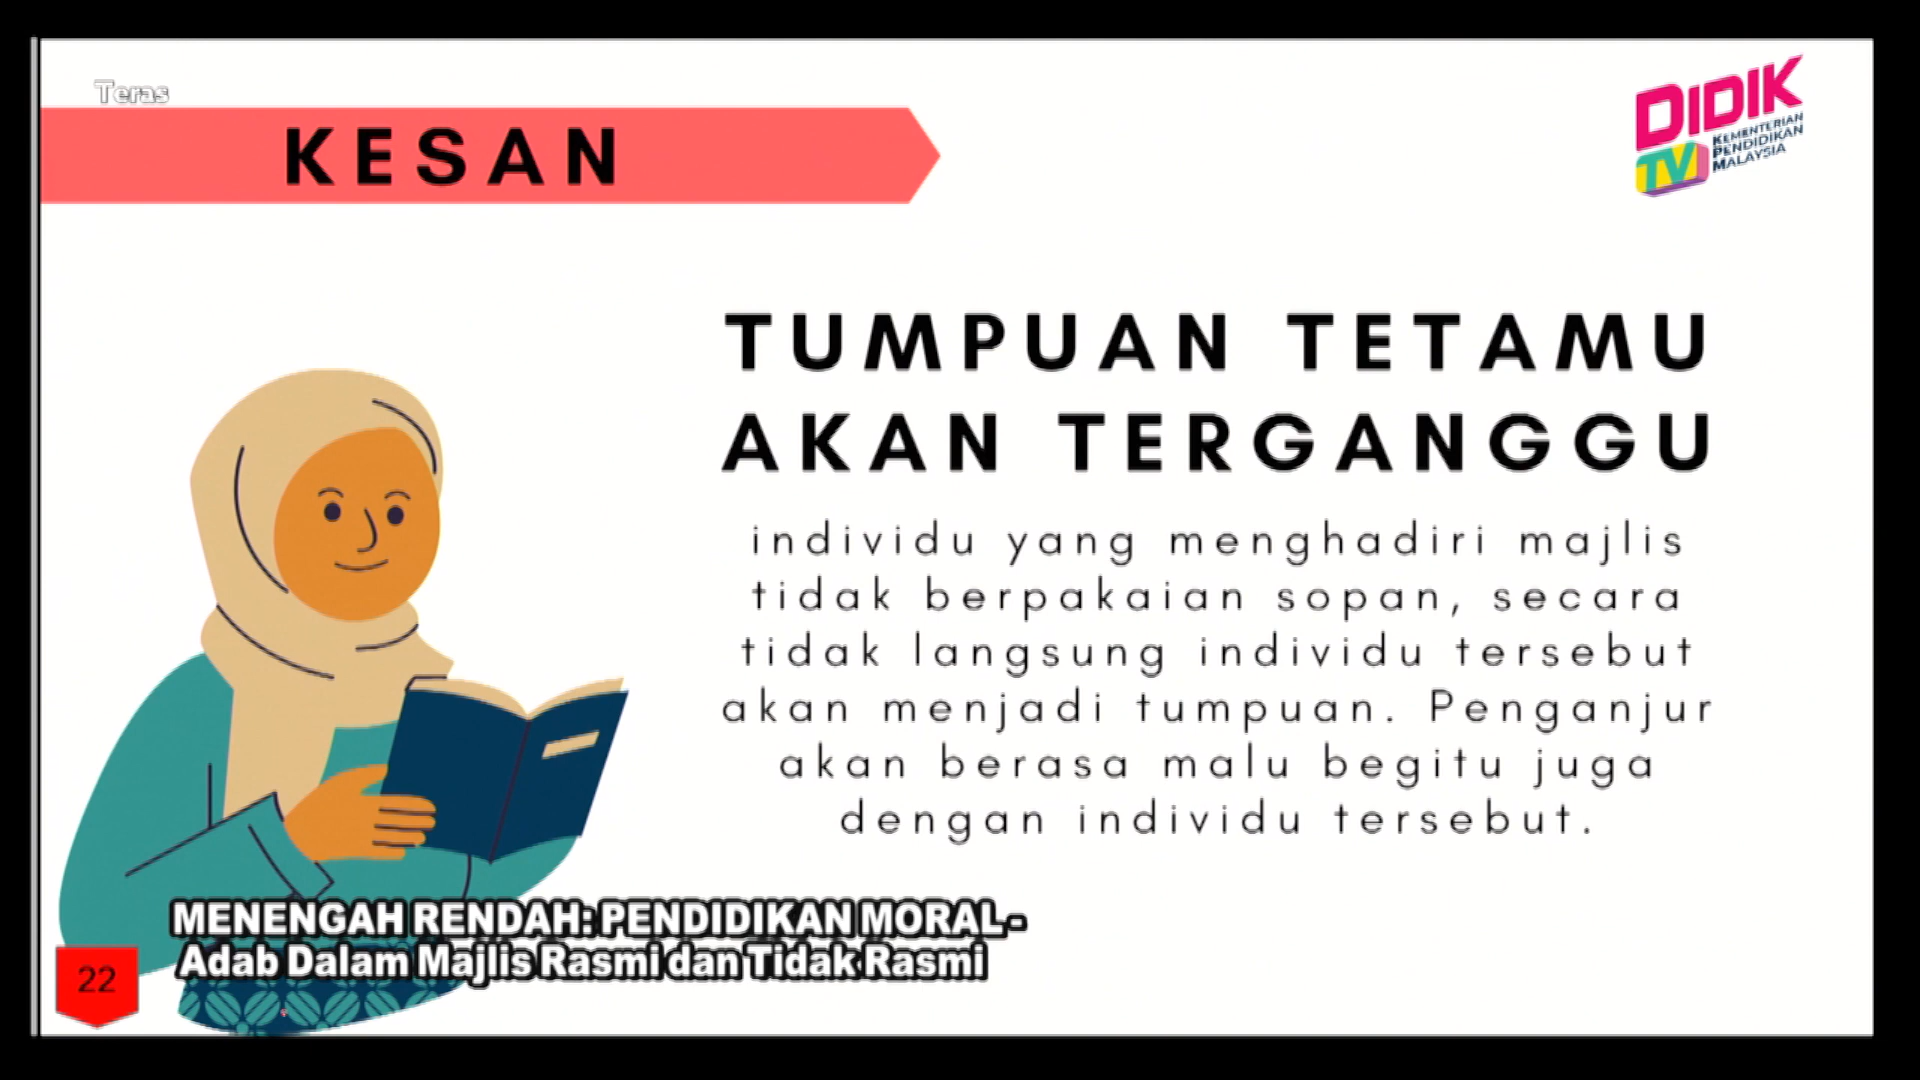 Teras
KESAN
DIDIK
TV
KEMENTERIAN
PENDIDIKAN
MALAYSIA
TUMPUAN TETAMU
AKAN TERGANGGU
individu yang menghadiri majlis
tidak berpakaian sopan, secara
tidak langsung individu tersebut
akan menjadi tumpuan. Penganjur
akan berasa malu begitu juga
dengan individu tersebut.
MENENGAH RENDAH: PENDIDIKAN MORAL -
Adab Dalam Majlis Rasmi dan Tidak Rasmi
22